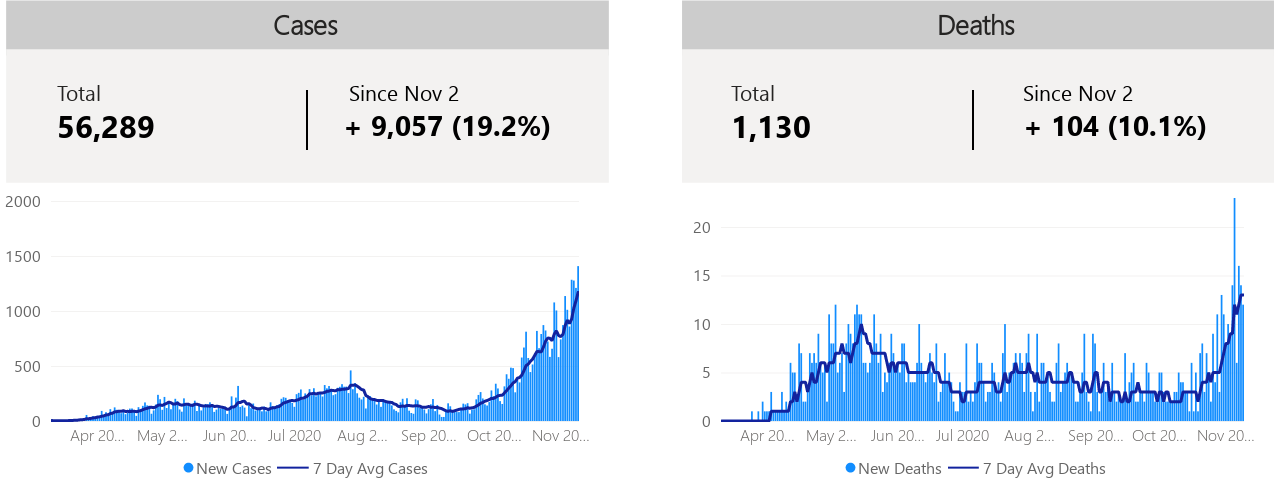 Cases
Total
Since Nov 2
56,289
+ 9,057 (19.2%)
2000
1500
1000
500
0
Apr 20...
May 2...
Jun 20...
Jul 2020
Aug 2...
Sep 20...
Oct 20...
Nov 20...
New Cases
7 Day Avg Cases
Deaths
Total
Since Nov 2
1,130
+ 104 (10.1%)
20
15
10
5
0
Apr 20...
May 2...
Jun 20...
Jul 2020
Aug 2...
Sep 20...
Oct 20...
Nov 20...
New Deaths
7 Day Avg Deaths